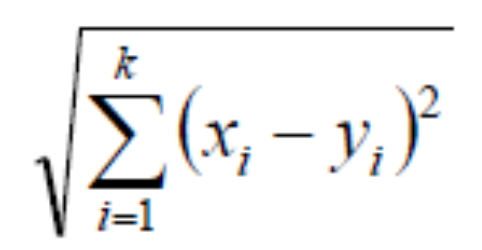 √∑_{i=1}^{k} (x_i − y_i)²